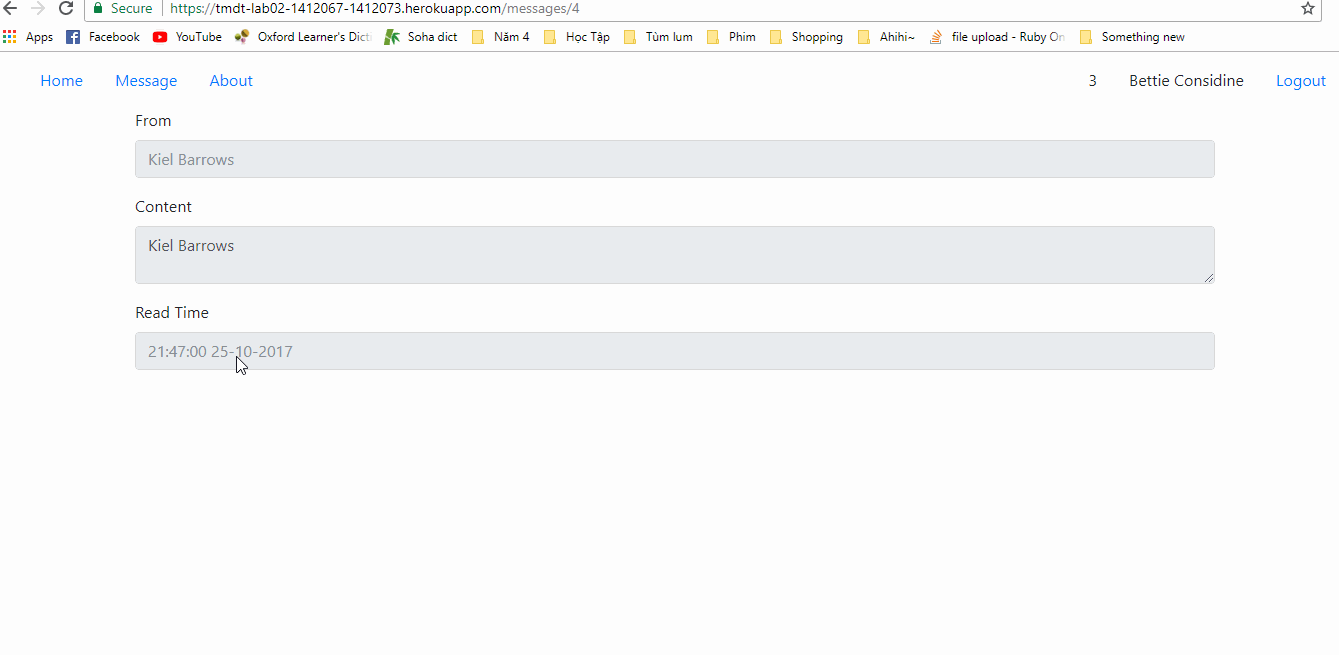 Secure https://tmdt-lab02-1412067-1412073.herokuapp.com/messages/4
Apps Facebook YouTube Oxford Learner's Dicti Soha dict Năm 4 Học Tập Tùm lum Phim Shopping Ahihi~ file upload - Ruby On Something new
Home Message About 3 Bettie Considine Logout
From
Kiel Barrows
Content
Kiel Barrows
Read Time
21:47:00 25-10-2017